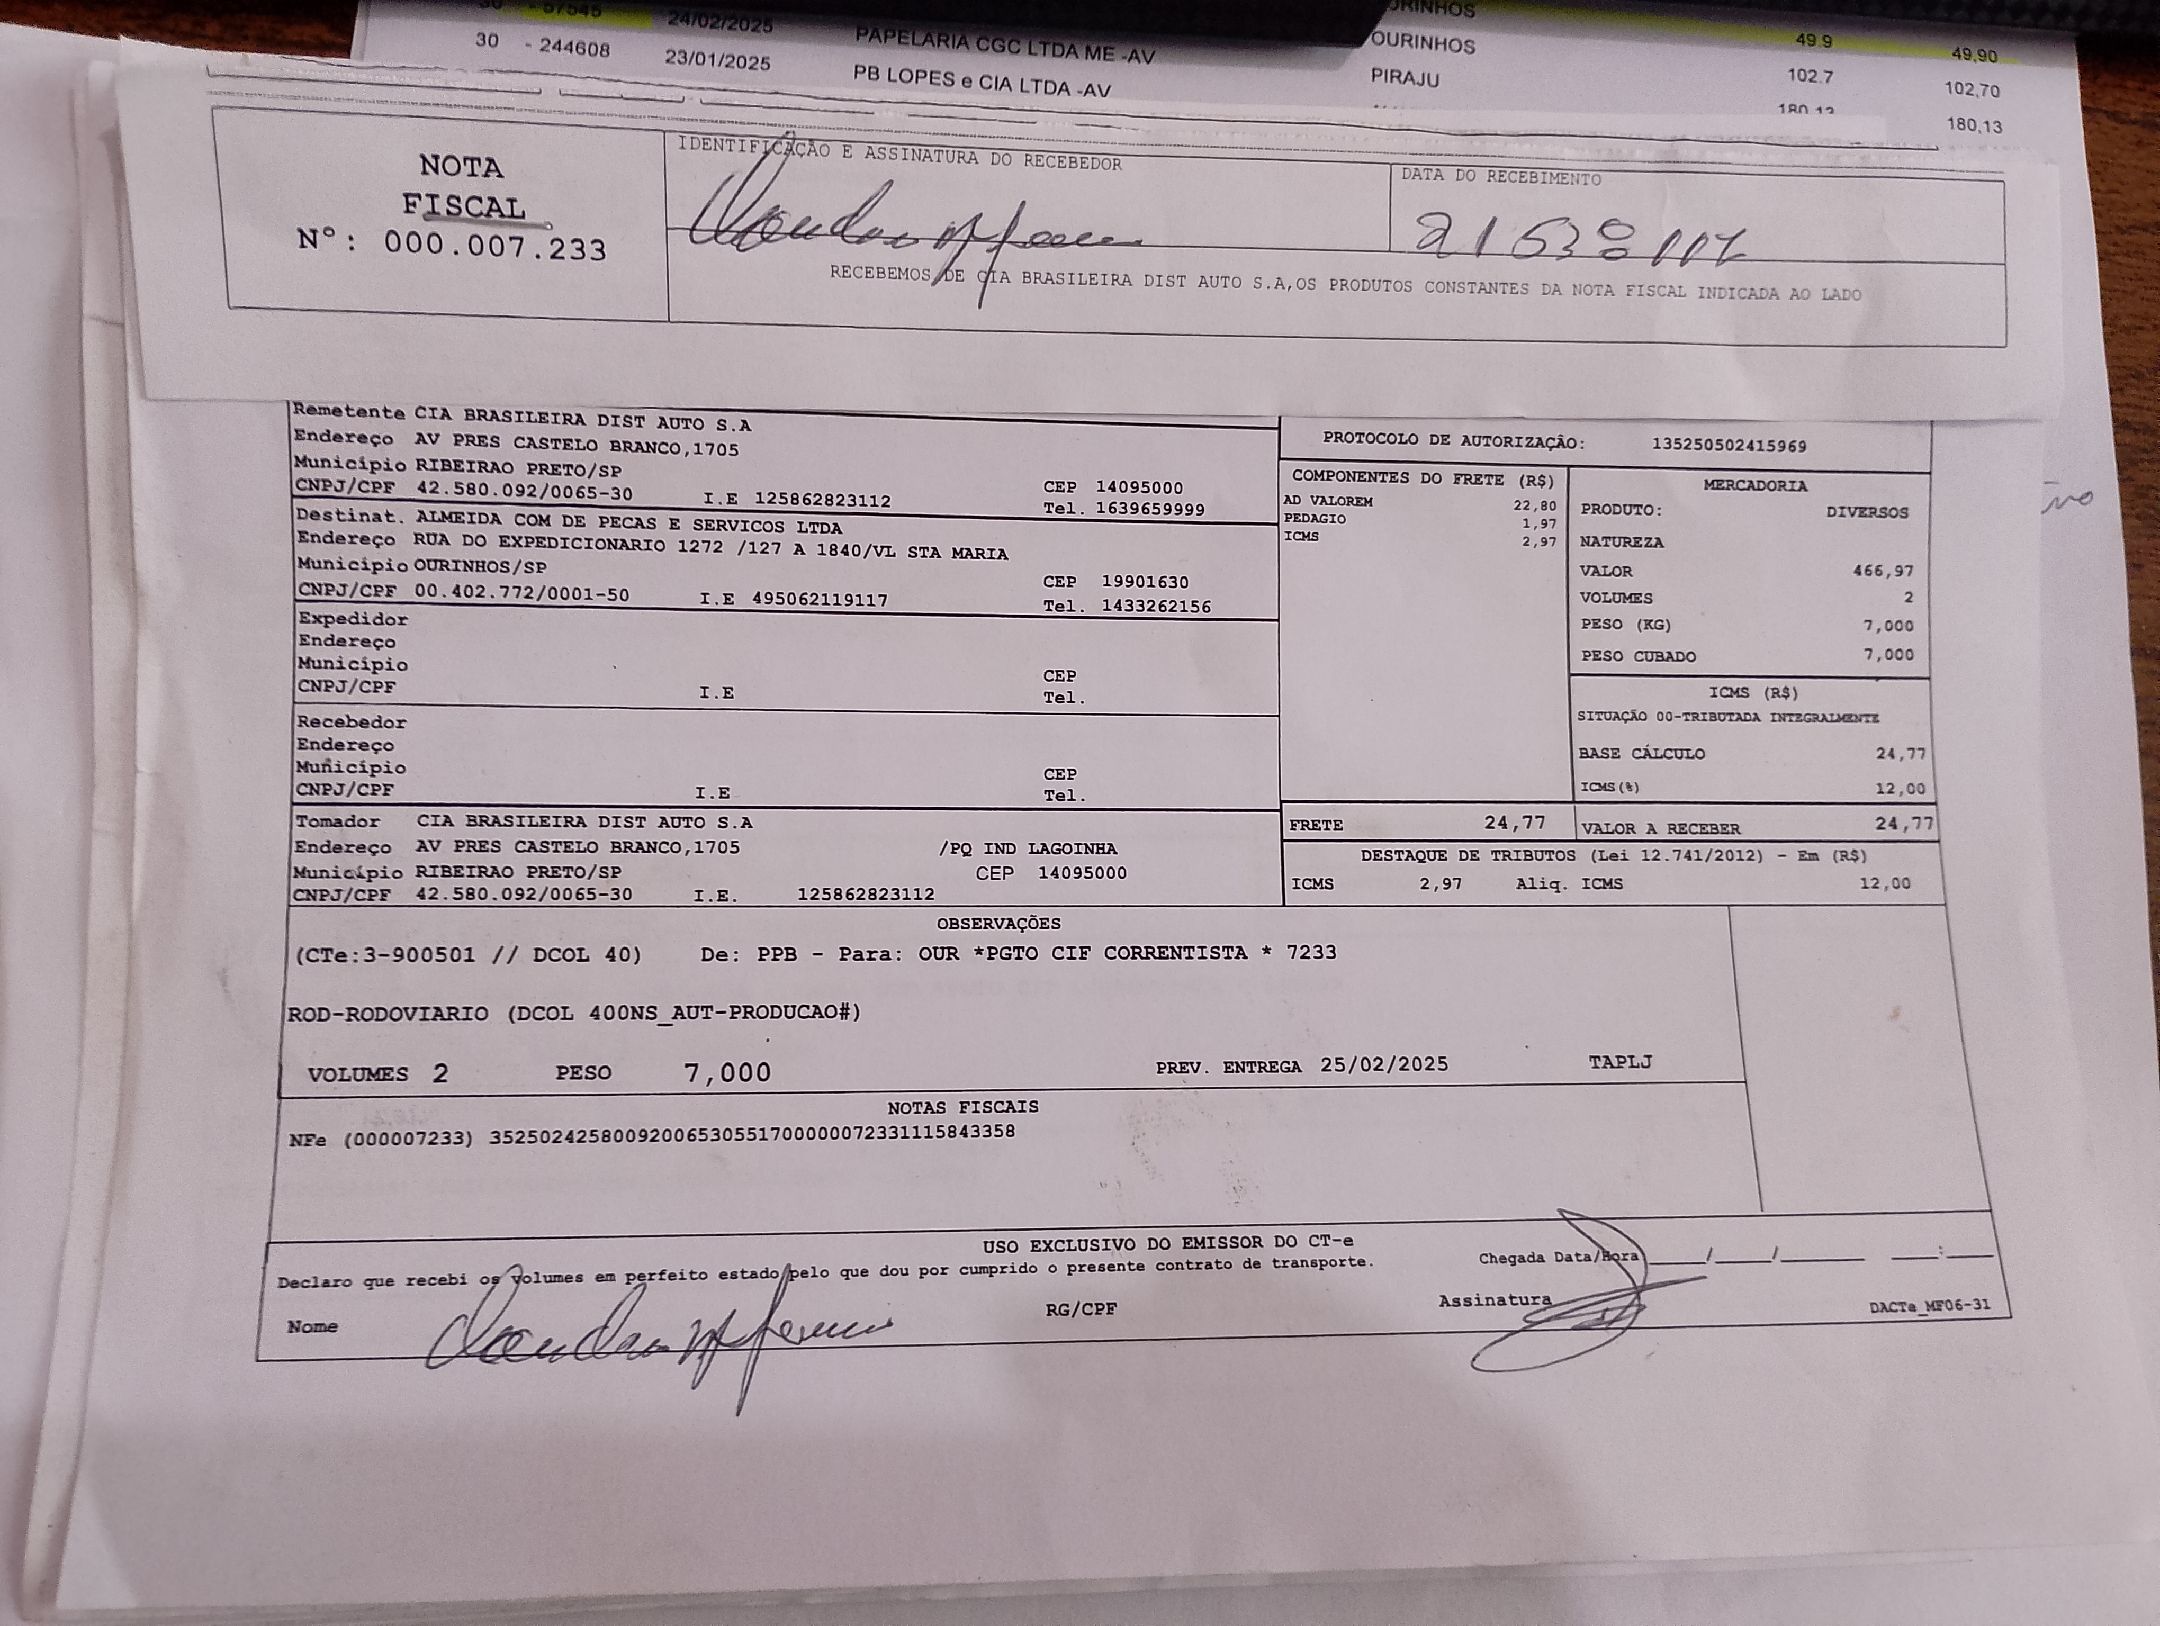 30 - 57545 24/02/2025 PAPELARIA CGC LTDA ME -AV OURINHOS 49.9 49,90
30 - 244608 23/01/2025 PB LOPES e CIA LTDA -AV PIRAJU 102.7 102,70
180,13
NOTA
FISCAL
Nº: 000.007.233
IDENTIFICAÇÃO E ASSINATURA DO RECEBEDOR
DATA DO RECEBIMENTO
RECEBEMOS DE CIA BRASILEIRA DIST AUTO S.A,OS PRODUTOS CONSTANTES DA NOTA FISCAL INDICADA AO LADO
Remetente CIA BRASILEIRA DIST AUTO S.A
Endereço AV PRES CASTELO BRANCO,1705
Município RIBEIRAO PRETO/SP
CEP 14095000
CNPJ/CPF 42.580.092/0065-30 I.E 125862823112 Tel. 1639659999
Destinat. ALMEIDA COM DE PECAS E SERVICOS LTDA
Endereço RUA DO EXPEDICIONARIO 1272 /127 A 1840/VL STA MARIA
Município OURINHOS/SP CEP 19901630
CNPJ/CPF 00.402.772/0001-50 I.E 495062119117 Tel. 1433262156
Expedidor
Endereço
Município CEP
CNPJ/CPF I.E Tel.
Recebedor
Endereço
Município CEP
CNPJ/CPF I.E Tel.
Tomador CIA BRASILEIRA DIST AUTO S.A
Endereço AV PRES CASTELO BRANCO,1705 /PQ IND LAGOINHA
Município RIBEIRAO PRETO/SP CEP 14095000
CNPJ/CPF 42.580.092/0065-30 I.E. 125862823112
PROTOCOLO DE AUTORIZAÇÃO: 135250502415969
COMPONENTES DO FRETE (R$)
AD VALOREM 22,80
PEDAGIO 1,97
ICMS 2,97
MERCADORIA
PRODUTO: DIVERSOS
NATUREZA
VALOR 466,97
VOLUMES 2
PESO (KG) 7,000
PESO CUBADO 7,000
ICMS (R$)
SITUAÇÃO 00-TRIBUTADA INTEGRALMENTE
BASE CÁLCULO 24,77
ICMS(%) 12,00
FRETE 24,77 VALOR A RECEBER 24,77
DESTAQUE DE TRIBUTOS (Lei 12.741/2012) - Em (R$)
ICMS 2,97 Aliq. ICMS 12,00
OBSERVAÇÕES
(CTe:3-900501 // DCOL 40) De: PPB - Para: OUR *PGTO CIF CORRENTISTA * 7233
ROD-RODOVIARIO (DCOL 400NS_AUT-PRODUCAO#)
VOLUMES 2 PESO 7,000 PREV. ENTREGA 25/02/2025 TAPLJ
NOTAS FISCAIS
NFe (000007233) 35250242580092006530551700000072331115843358
USO EXCLUSIVO DO EMISSOR DO CT-e
Declaro que recebi os volumes em perfeito estado pelo que dou por cumprido o presente contrato de transporte.
Chegada Data/Hora ____/____/______ ____:____
Nome RG/CPF Assinatura DACTe_MF06-31